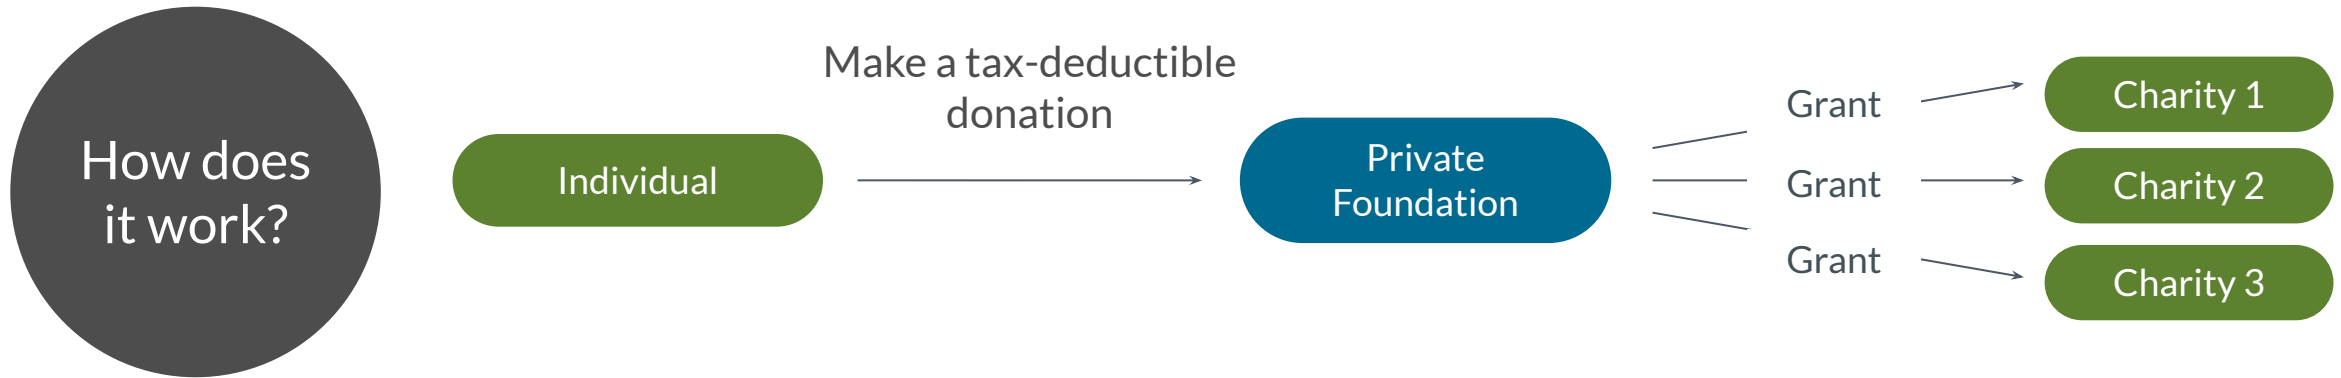 How does
it work?
Individual
Make a tax-deductible
donation
Private
Foundation
Grant
Grant
Grant
Charity 1
Charity 2
Charity 3